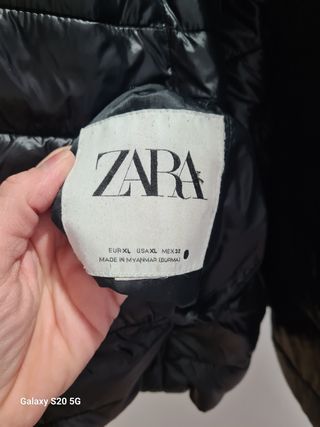 ZARA
EUR XL USA XL MEX 32
MADE IN MYANMAR (BURMA)
Galaxy S20 5G